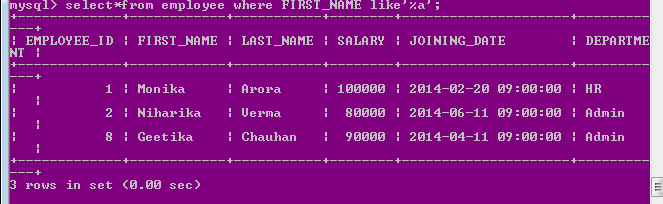 mysql> select*from employee where FIRST_NAME like'%a';
+-------------+------------+-----------+--------+---------------------+---------
---+
| EMPLOYEE_ID | FIRST_NAME | LAST_NAME | SALARY | JOINING_DATE        | DEPARTME
NT |
+-------------+------------+-----------+--------+---------------------+---------
---+
|           1 | Monika     | Arora     | 100000 | 2014-02-20 09:00:00 | HR
   |
|           2 | Niharika   | Verma     |  80000 | 2014-06-11 09:00:00 | Admin
   |
|           8 | Geetika    | Chauhan   |  90000 | 2014-04-11 09:00:00 | Admin
   |
+-------------+------------+-----------+--------+---------------------+---------
---+
3 rows in set (0.00 sec)